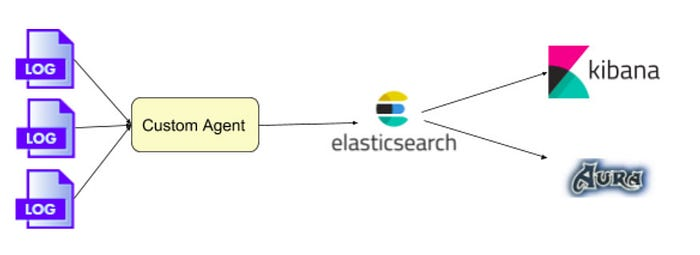 LOG
LOG
LOG
Custom Agent
elasticsearch
kibana
AURA